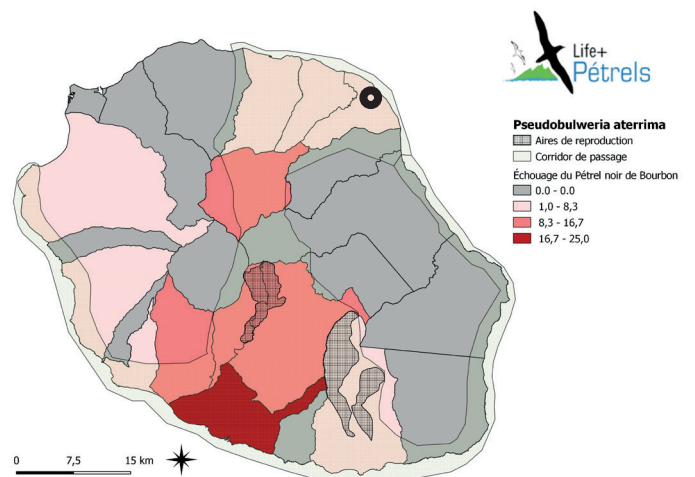 Life+
Pétrels
Pseudobulweria aterrima
Aires de reproduction
Corridor de passage
Échouage du Pétrel noir de Bourbon
0.0 - 0.0
1,0 - 8,3
8,3 - 16,7
16,7 - 25,0
0 7,5 15 km